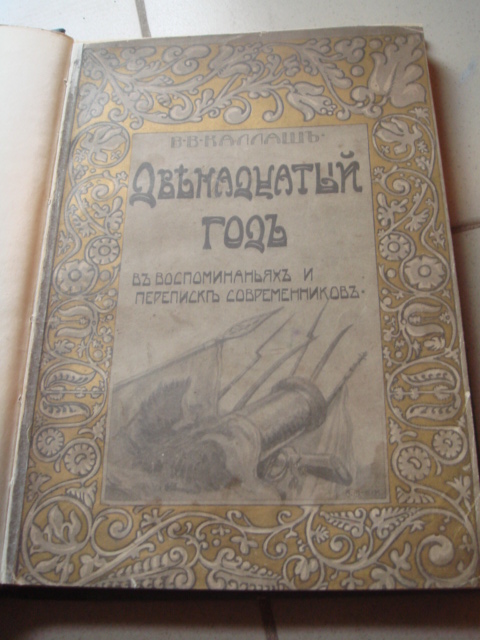 В·В·КАЛЛАШЪ·
ДВѢНАДЦАТЫЙ
ГОДЪ
ВЪ ВОСПОМИНАНЬЯХЪ И
ПЕРЕПИСКѢ СОВРЕМЕННИКОВЪ·